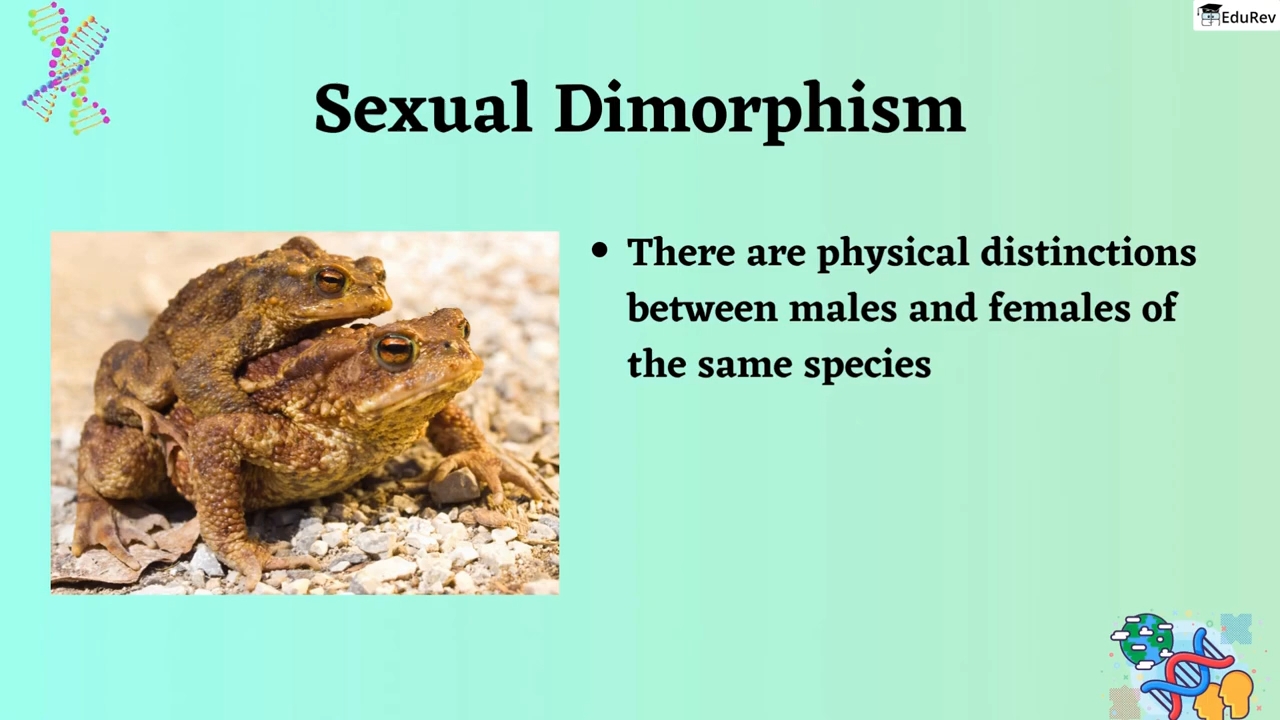 EduRev
Sexual Dimorphism
• There are physical distinctions
between males and females of
the same species